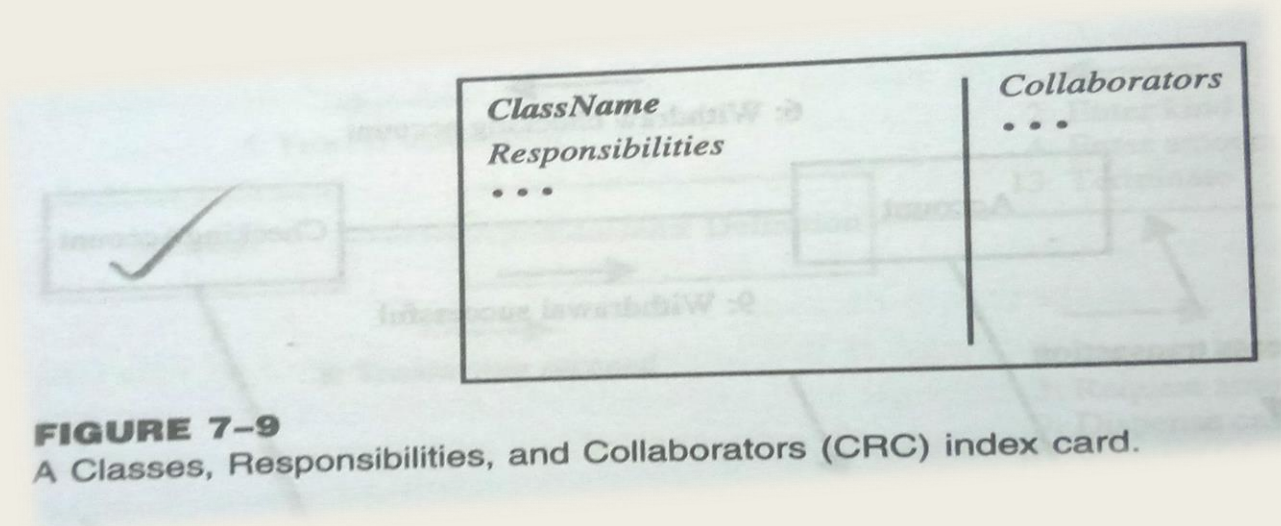 ClassName
Responsibilities
• • •
Collaborators
• • •
FIGURE 7–9
A Classes, Responsibilities, and Collaborators (CRC) index card.